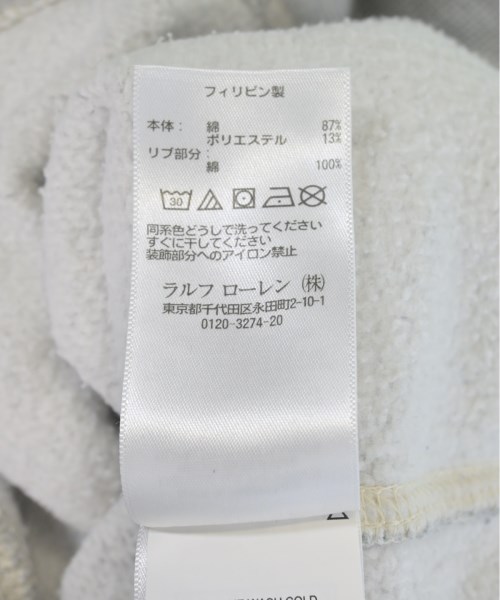 フィリピン製
本体： 綿 87%
ポリエステル 13%
リブ部分：
綿 100%
30
同系色どうしで洗ってください
すぐに干してください
装飾部分へのアイロン禁止
ラルフ ローレン (株)
東京都千代田区永田町2-10-1
0120-3274-20
WASH COLD